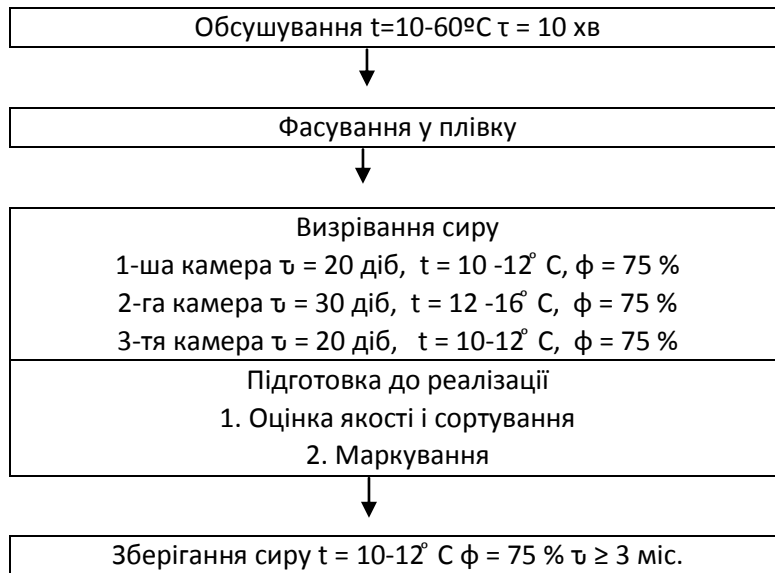 Обсушування t=10-60ºС τ = 10 хв
Фасування у плівку
Визрівання сиру
1-ша камера ԏ = 20 діб, t = 10 -12° С, ф = 75 %
2-га камера ԏ = 30 діб, t = 12 -16° С, ф = 75 %
3-тя камера ԏ = 20 діб, t = 10-12° С, ф = 75 %
Підготовка до реалізації
1. Оцінка якості і сортування
2. Маркування
Зберігання сиру t = 10-12° С ф = 75 % ԏ ≥ 3 міс.